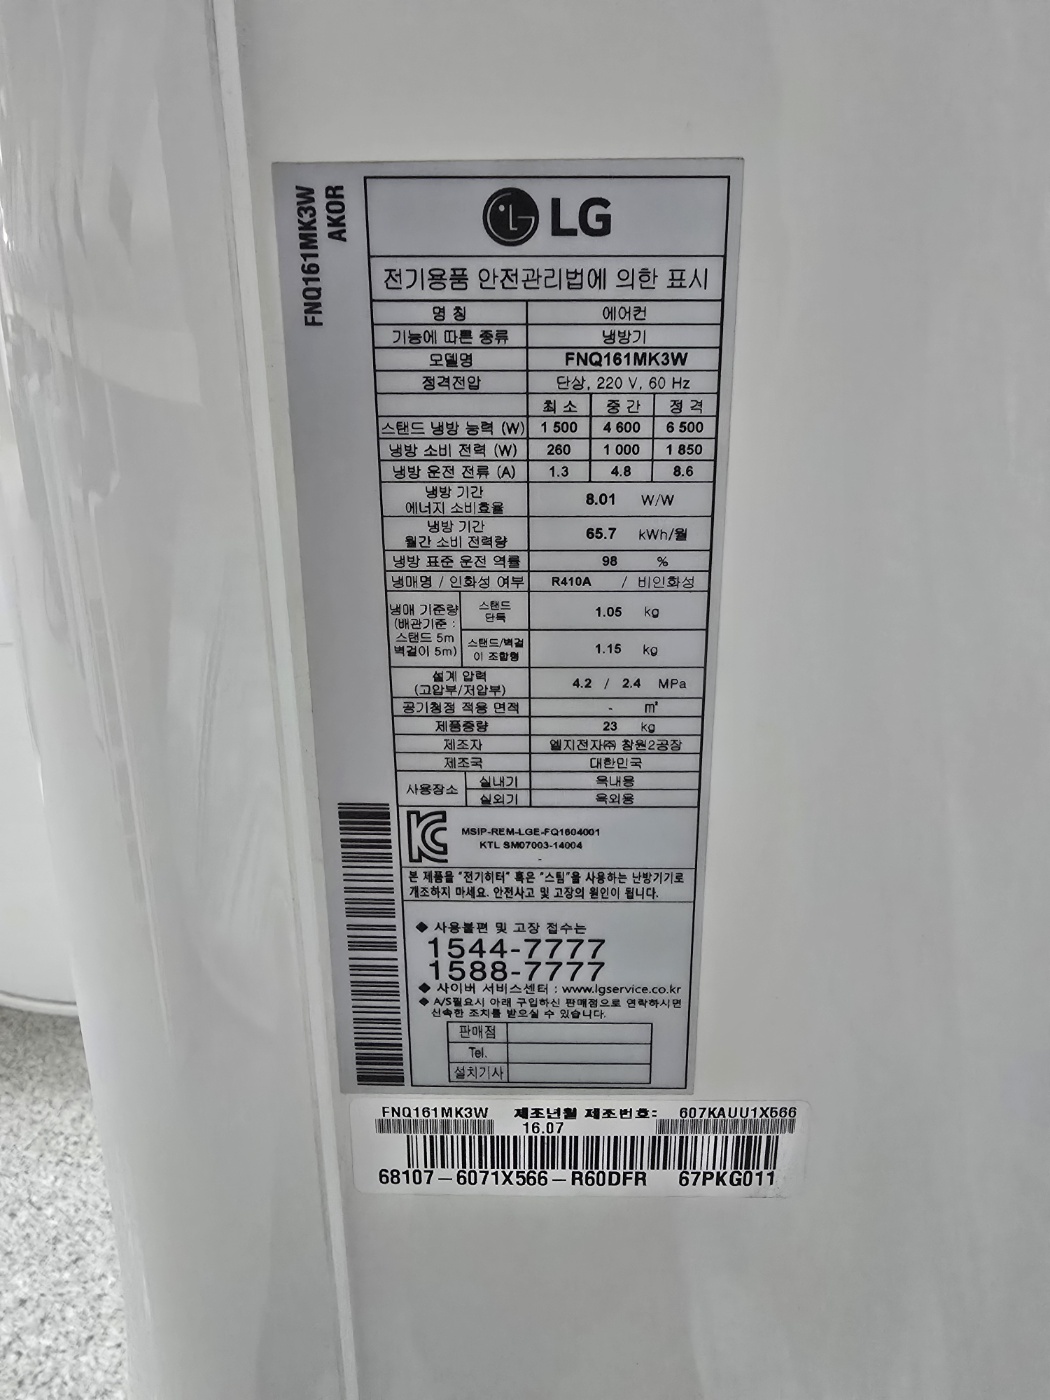 FNQ161MK3W
AKOR
LG
전기용품 안전관리법에 의한 표시
명 칭 에어컨
기능에 따른 종류 냉방기
모델명 FNQ161MK3W
정격전압 단상, 220 V, 60 Hz
최 소 중 간 정 격
스탠드 냉방 능력 (W) 1 500 4 600 6 500
냉방 소비 전력 (W) 260 1 000 1 850
냉방 운전 전류 (A) 1.3 4.8 8.6
냉방 기간
에너지 소비효율 8.01 W/W
냉방 기간
월간 소비 전력량 65.7 kWh/월
냉방 표준 운전 역률 98 %
냉매명 / 인화성 여부 R410A / 비인화성
냉매 기준량
(배관기준 :
스탠드 5m
벽걸이 5m)
스탠드
단독 1.05 kg
스탠드/벽걸
이 조합형 1.15 kg
설계 압력
(고압부/저압부) 4.2 / 2.4 MPa
공기청정 적용 면적 - m²
제품중량 23 kg
제조자 엘지전자㈜ 창원2공장
제조국 대한민국
사용장소 실내기 옥내용
실외기 옥외용
MSIP-REM-LGE-FQ1604001
KTL SM07003-14004
-
본 제품을 "전기히터" 혹은 "스팀"을 사용하는 난방기기로
개조하지 마세요. 안전사고 및 고장의 원인이 됩니다.
◆ 사용불편 및 고장 접수는
1544-7777
1588-7777
◆ 사이버 서비스센터 : www.lgservice.co.kr
◆ A/S필요시 아래 구입하신 판매점으로 연락하시면
신속한 조치를 받으실 수 있습니다.
판매점
Tel.
설치기사
FNQ161MK3W 제조년월 제조번호: 607KAUU1X566
16.07
68107-6071X566-R60DFR 67PKG011